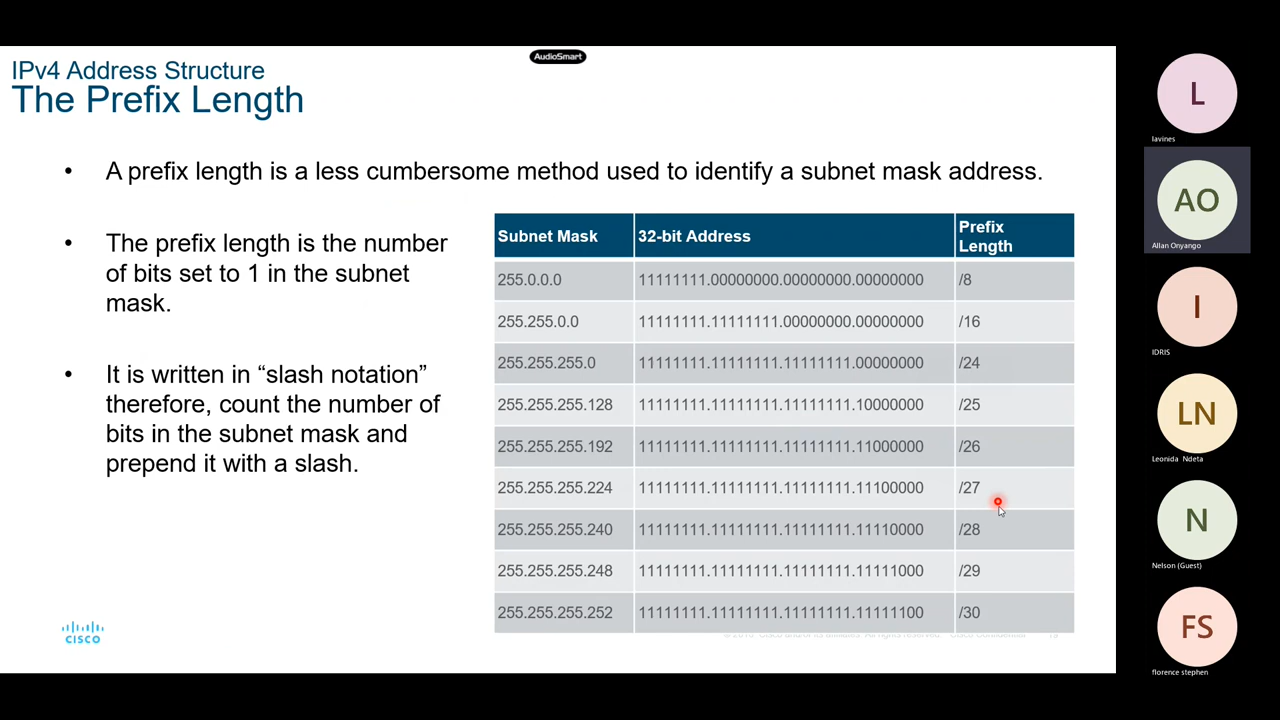 AudioSmart
IPv4 Address Structure
The Prefix Length
• A prefix length is a less cumbersome method used to identify a subnet mask address.
• The prefix length is the number
of bits set to 1 in the subnet
mask.
• It is written in “slash notation”
therefore, count the number of
bits in the subnet mask and
prepend it with a slash.
Subnet Mask 32-bit Address Prefix Length
255.0.0.0 11111111.00000000.00000000.00000000 /8
255.255.0.0 11111111.11111111.00000000.00000000 /16
255.255.255.0 11111111.11111111.11111111.00000000 /24
255.255.255.128 11111111.11111111.11111111.10000000 /25
255.255.255.192 11111111.11111111.11111111.11000000 /26
255.255.255.224 11111111.11111111.11111111.11100000 /27
255.255.255.240 11111111.11111111.11111111.11110000 /28
255.255.255.248 11111111.11111111.11111111.11111000 /29
255.255.255.252 11111111.11111111.11111111.11111100 /30
CISCO
L
lavines
AO
Allan Onyango
I
IDRIS
LN
Leonida Ndeta
N
Nelson (Guest)
FS
florence stephen